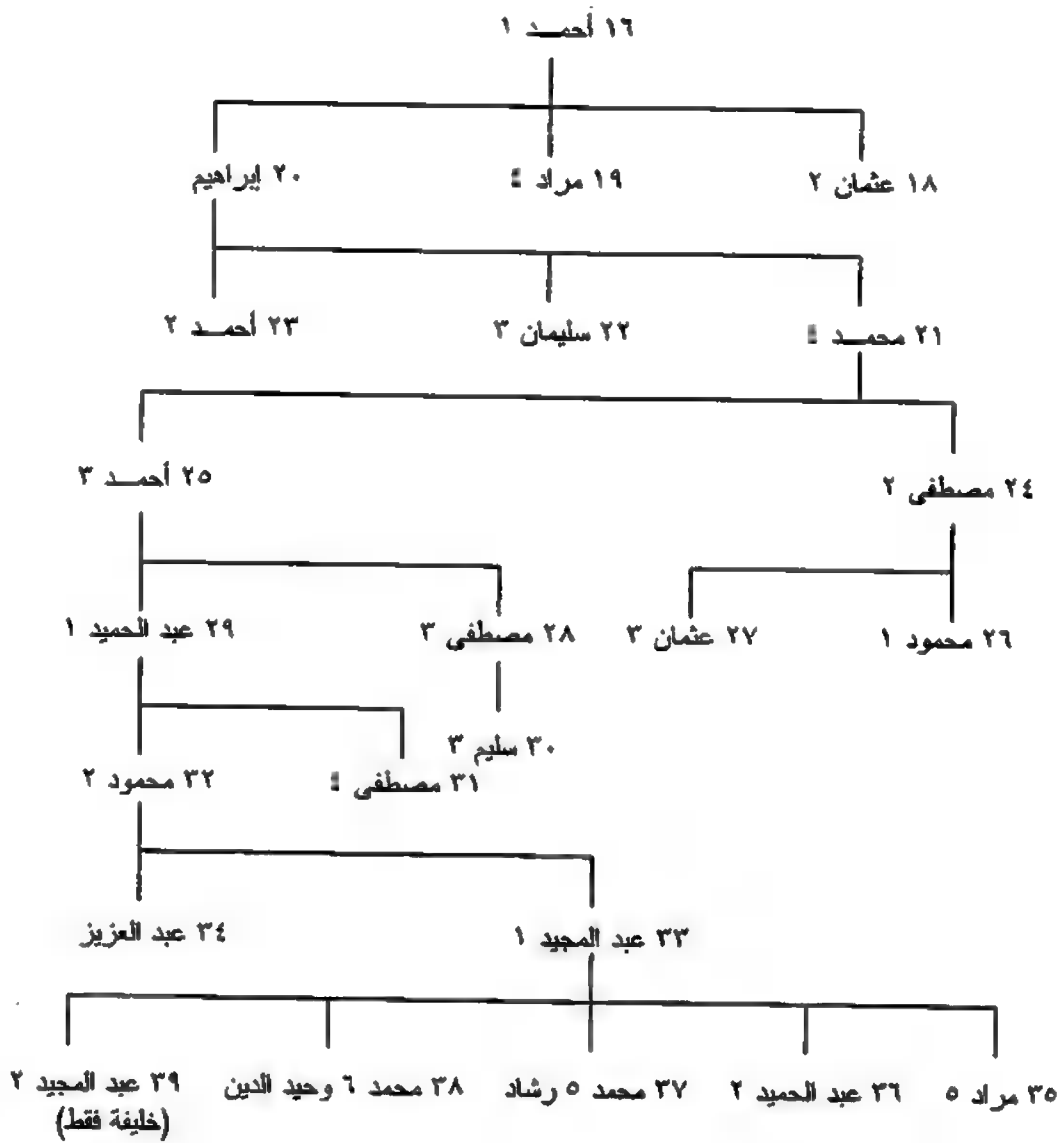 ١٦ أحمد ١
١٨ عثمان ٢
١٩ مراد ٤
٢٠ إبراهيم
٢١ محمد ٤
٢٢ سليمان ٣
٢٣ أحمد ٢
٢٤ مصطفى ٢
٢٥ أحمد ٣
٢٦ محمود ١
٢٧ عثمان ٣
٢٨ مصطفى ٣
٢٩ عبد الحميد ١
٣٠ سليم ٣
٣١ مصطفى ٤
٣٢ محمود ٢
٣٣ عبد المجيد ١
٣٤ عبد العزيز
٣٥ مراد ٥
٣٦ عبد الحميد ٢
٣٧ محمد ٥ رشاد
٣٨ محمد ٦ وحيد الدين
٣٩ عبد المجيد ٢
(خليفة فقط)